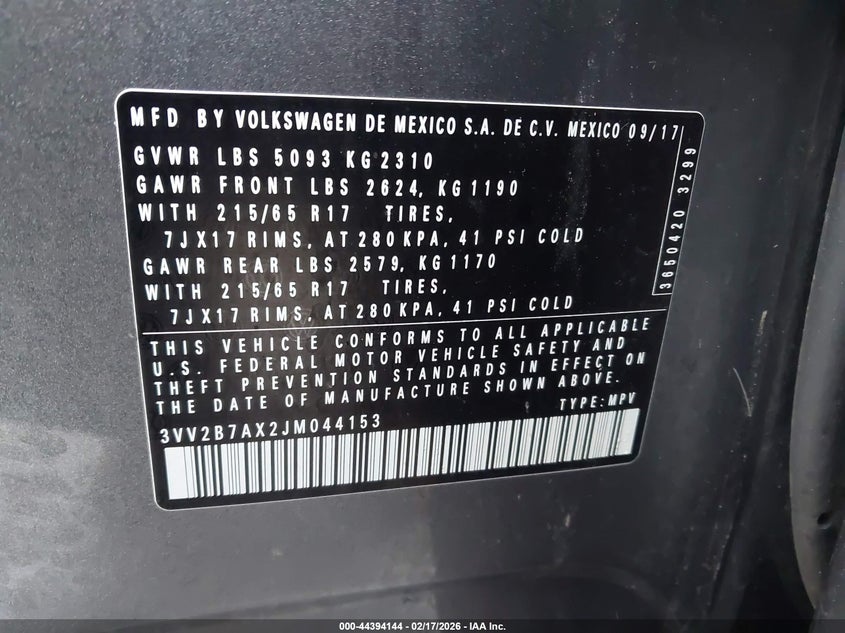 MFD BY VOLKSWAGEN DE MEXICO S.A. DE C.V. MEXICO 09/17
GVWR LBS 5093 KG 2310
GAWR FRONT LBS 2624, KG 1190
WITH 215/65 R17 TIRES,
7JX17 RIMS, AT 280 KPA, 41 PSI COLD
GAWR REAR LBS 2579, KG 1170
WITH 215/65 R17 TIRES,
7JX17 RIMS, AT 280 KPA, 41 PSI COLD
3650420 3299
THIS VEHICLE CONFORMS TO ALL APPLICABLE
U.S. FEDERAL MOTOR VEHICLE SAFETY AND
THEFT PREVENTION STANDARDS IN EFFECT ON
THE DATE OF MANUFACTURE SHOWN ABOVE.
TYPE: MPV
3VV2B7AX2JM044153
000-44394144 - 02/17/2026 - IAA Inc.